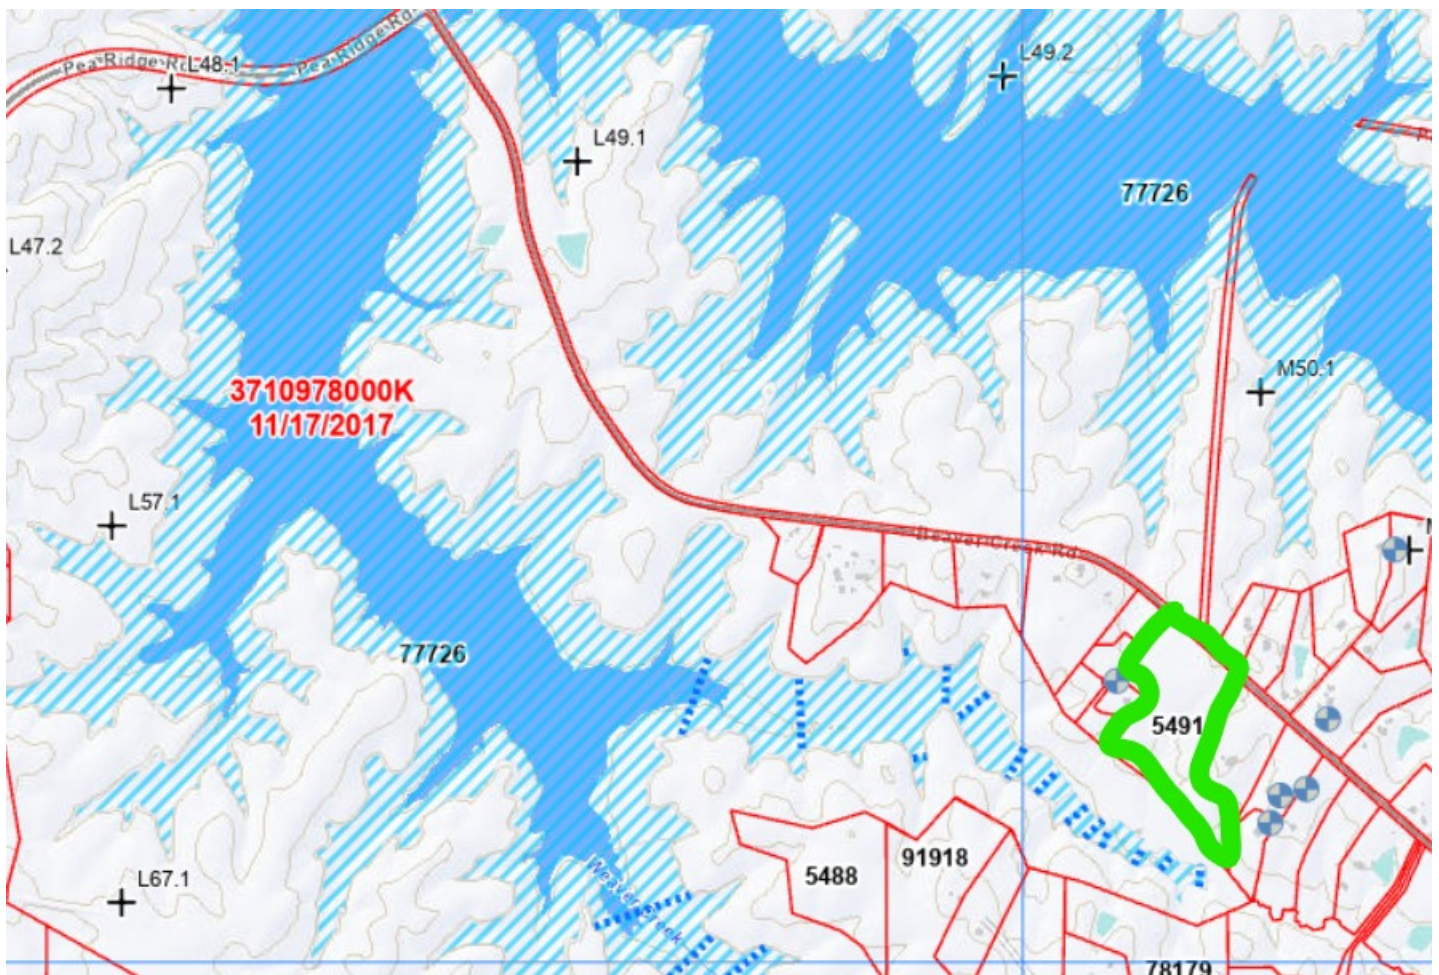 Pea Ridge Rd
Pea Ridge Rd
L48.1
L49.2
L49.1
77726
L47.2
M50.1
3710978000K
11/17/2017
L57.1
Beaver Creek Rd
77726
5491
91918
5488
L67.1
Weaver Creek
78179